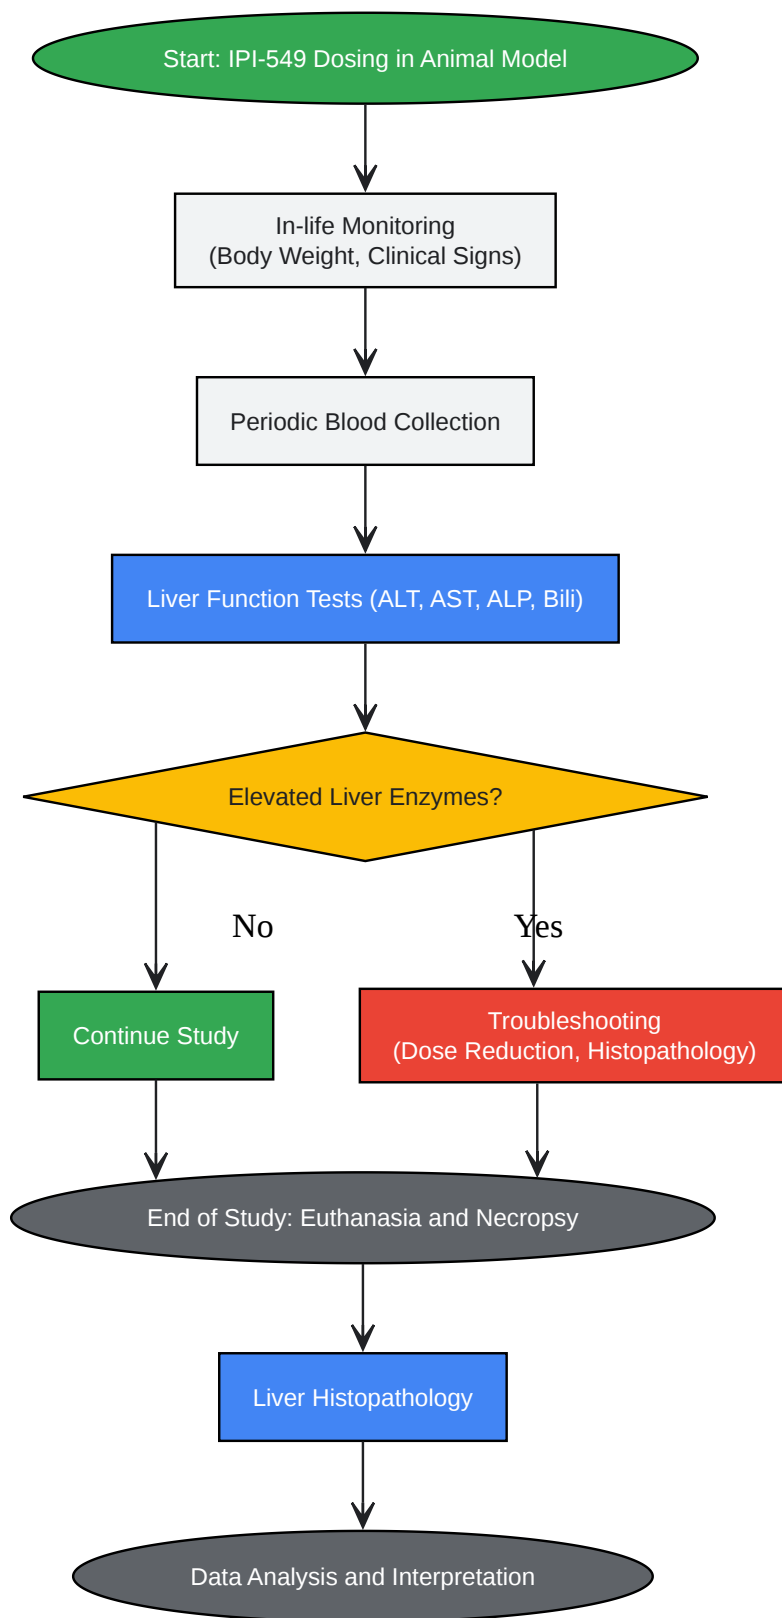 Start: IPI-549 Dosing in Animal Model
In-life Monitoring
(Body Weight, Clinical Signs)
Periodic Blood Collection
Liver Function Tests (ALT, AST, ALP, Bili)
Elevated Liver Enzymes?
No
Yes
Continue Study
Troubleshooting
(Dose Reduction, Histopathology)
End of Study: Euthanasia and Necropsy
Liver Histopathology
Data Analysis and Interpretation